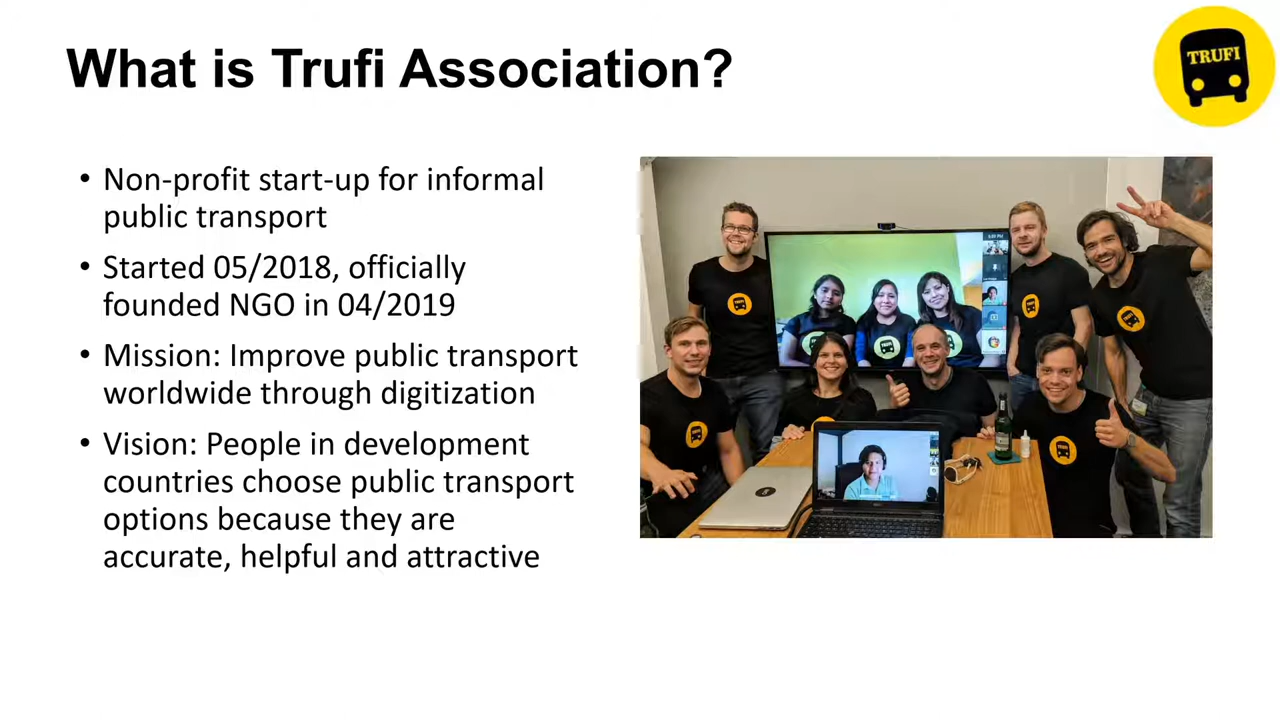 What is Trufi Association?
TRUFI
• Non-profit start-up for informal
public transport
• Started 05/2018, officially
founded NGO in 04/2019
• Mission: Improve public transport
worldwide through digitization
• Vision: People in development
countries choose public transport
options because they are
accurate, helpful and attractive